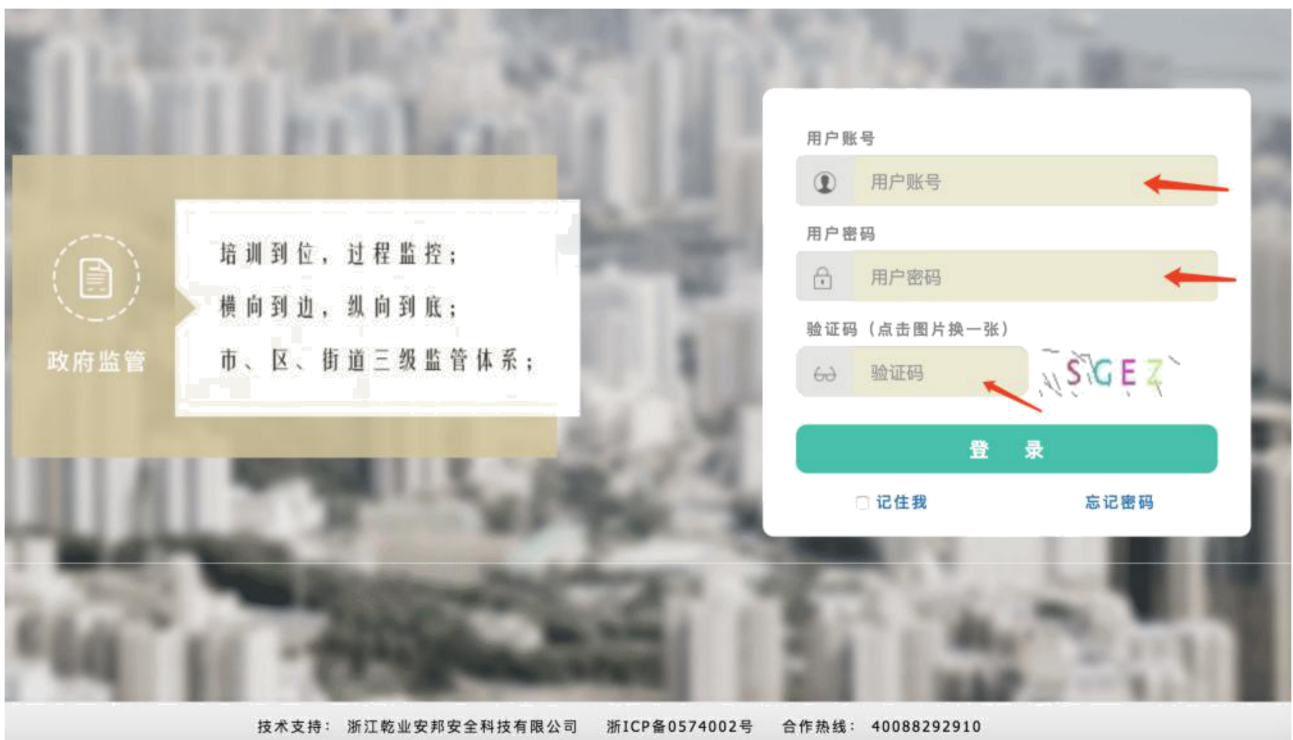 政府监管
培训到位，过程监控；
横向到边，纵向到底；
市、区、街道三级监管体系；
用户账号
用户账号
用户密码
用户密码
验证码（点击图片换一张）
验证码
SGEZ
登 录
记住我 忘记密码
技术支持： 浙江乾业安邦安全科技有限公司 浙ICP备0574002号 合作热线： 40088292910